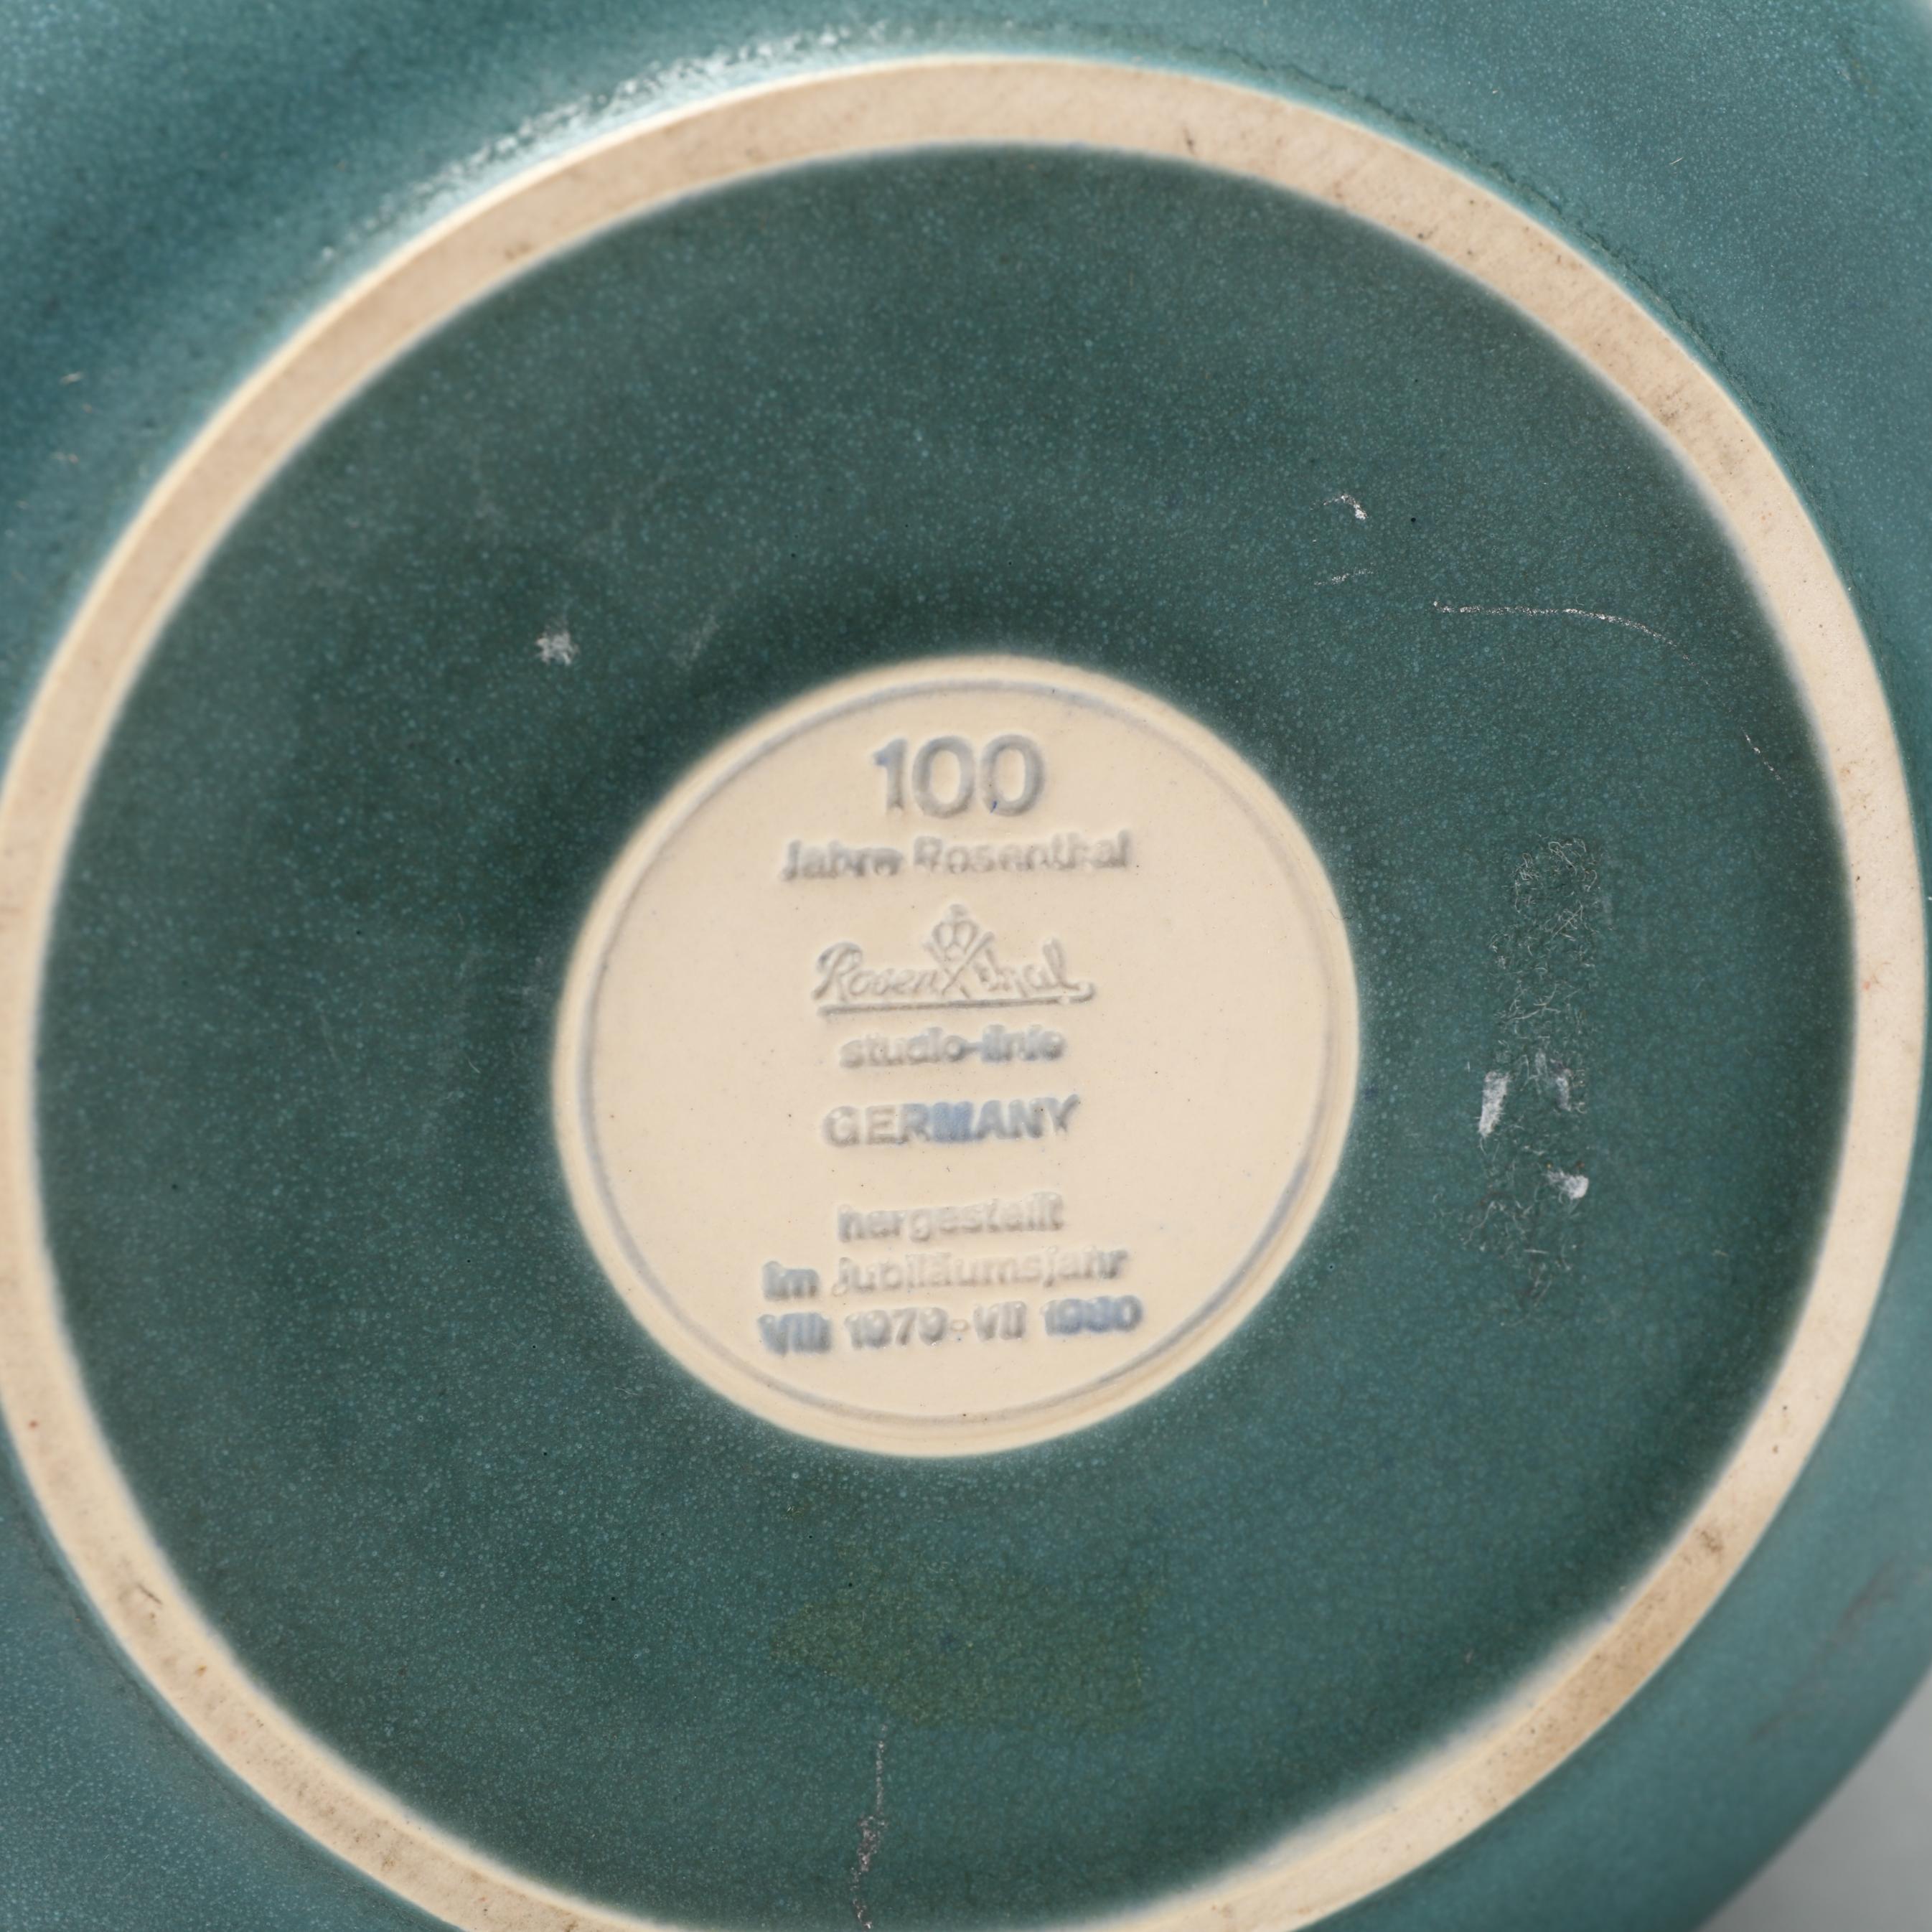 100
Jahre Rosenthal
Rosenthal
studio-linie
GERMANY
hergestellt
im Jubiläumsjahr
VIII 1979-VII 1980